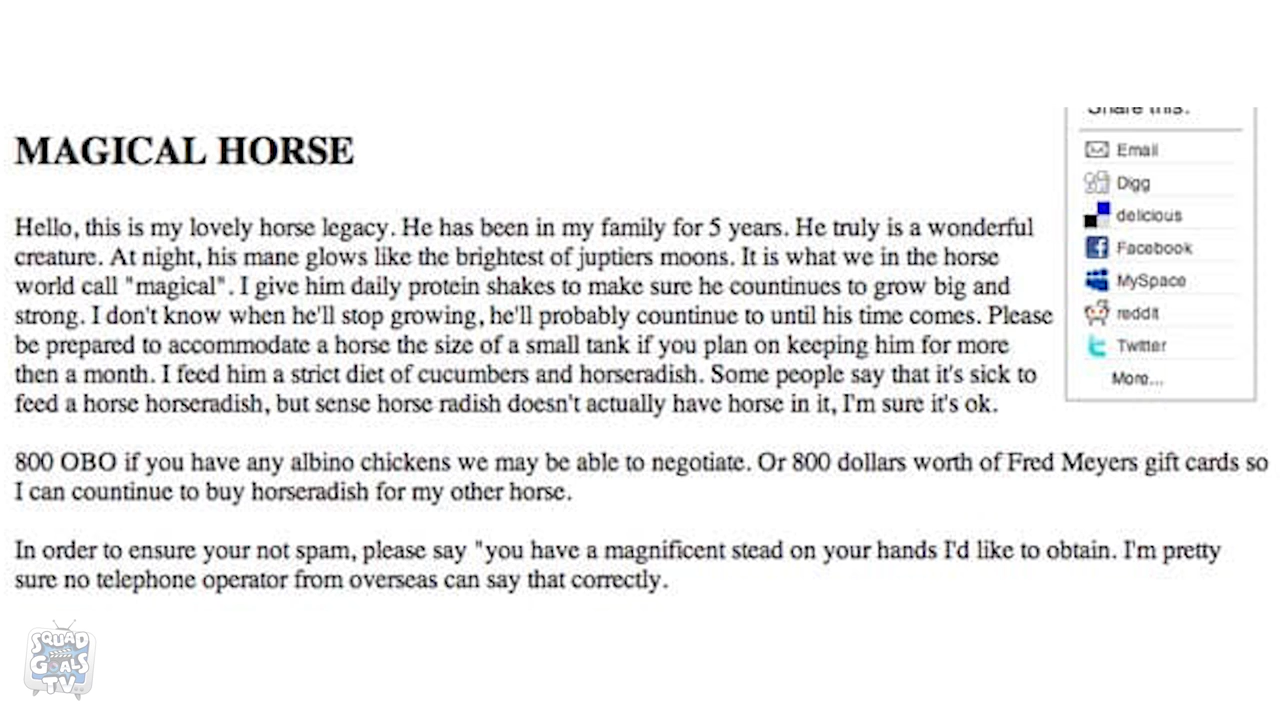 Share this:
MAGICAL HORSE
Email
Digg
delicious
Facebook
MySpace
reddit
Twitter
More...
Hello, this is my lovely horse legacy. He has been in my family for 5 years. He truly is a wonderful
creature. At night, his mane glows like the brightest of juptiers moons. It is what we in the horse
world call "magical". I give him daily protein shakes to make sure he countinues to grow big and
strong. I don't know when he'll stop growing, he'll probably countinue to until his time comes. Please
be prepared to accommodate a horse the size of a small tank if you plan on keeping him for more
then a month. I feed him a strict diet of cucumbers and horseradish. Some people say that it's sick to
feed a horse horseradish, but sense horse radish doesn't actually have horse in it, I'm sure it's ok.
800 OBO if you have any albino chickens we may be able to negotiate. Or 800 dollars worth of Fred Meyers gift cards so
I can countinue to buy horseradish for my other horse.
In order to ensure your not spam, please say "you have a magnificent stead on your hands I'd like to obtain. I'm pretty
sure no telephone operator from overseas can say that correctly.
SQUAD
GOALS
TV